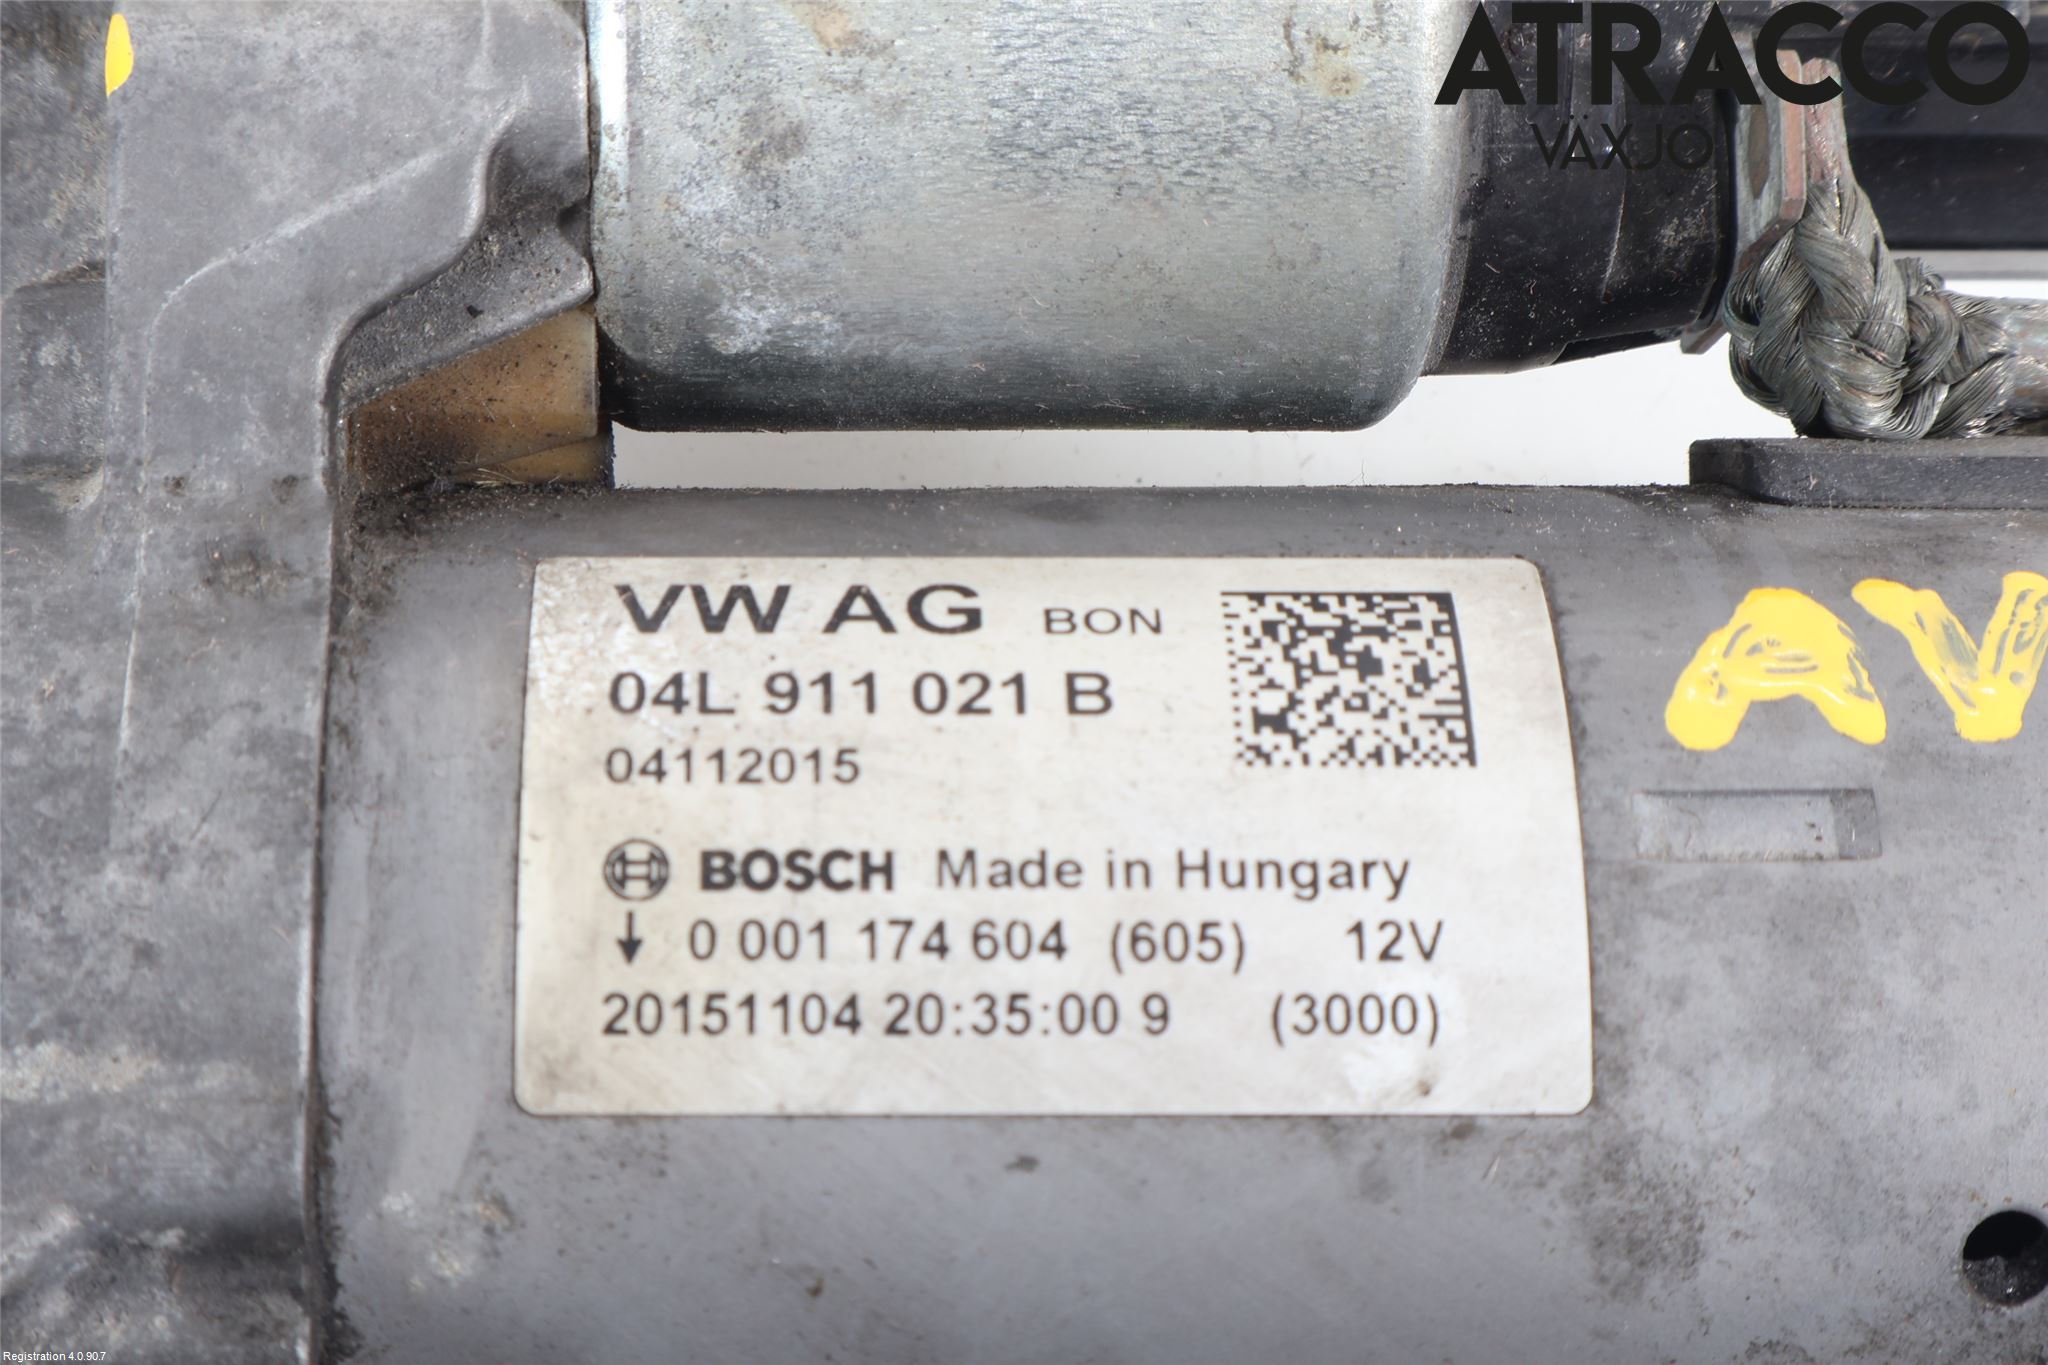 ATRACCO
VÄXJÖ
VW AG BON
04L 911 021 B
04112015
BOSCH Made in Hungary
0 001 174 604 (605) 12V
20151104 20:35:00 9 (3000)
AV
Registration 4.0.90.7